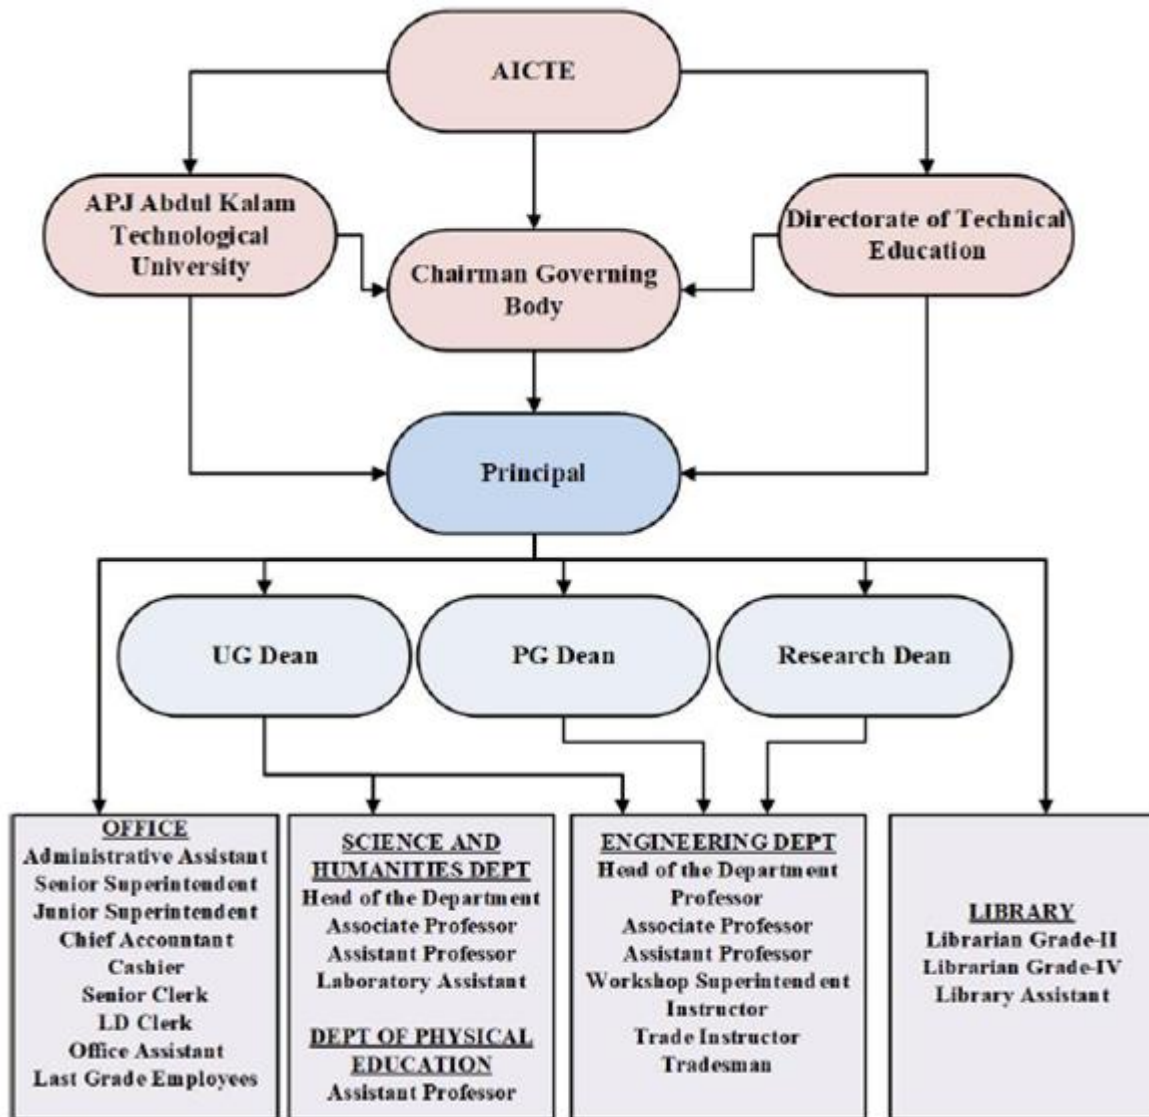 AICTE
APJ Abdul Kalam
Technological
University
Directorate of Technical
Education
Chairman Governing
Body
Principal
UG Dean
PG Dean
Research Dean
OFFICE
Administrative Assistant
Senior Superintendent
Junior Superintendent
Chief Accountant
Cashier
Senior Clerk
LD Clerk
Office Assistant
Last Grade Employees
SCIENCE AND
HUMANITIES DEPT
Head of the Department
Associate Professor
Assistant Professor
Laboratory Assistant
DEPT OF PHYSICAL
EDUCATION
Assistant Professor
ENGINEERING DEPT
Head of the Department
Professor
Associate Professor
Assistant Professor
Workshop Superintendent
Instructor
Trade Instructor
Tradesman
LIBRARY
Librarian Grade-II
Librarian Grade-IV
Library Assistant